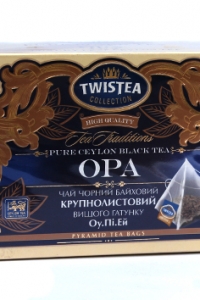 TWISTEA
COLLECTION
HIGH QUALITY
Tea Traditions
PURE CEYLON BLACK TEA
OPA
ЧАЙ ЧОРНИЙ БАЙХОВИЙ
КРУПНОЛИСТОВИЙ
ВИЩОГО ГАТУНКУ
Оу.Пі.Ей
PYRAMID TEA BAGS